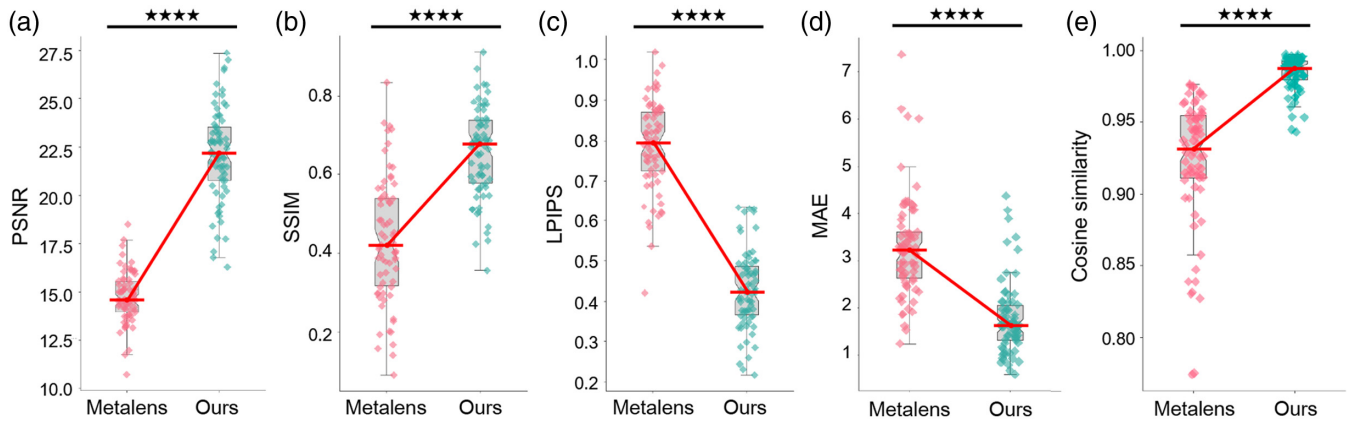 (a) ★★★★
PSNR
27.5
25.0
22.5
20.0
17.5
15.0
12.5
10.0
Metalens Ours
(b) ★★★★
SSIM
0.8
0.6
0.4
0.2
Metalens Ours
(c) ★★★★
LPIPS
1.0
0.9
0.8
0.7
0.6
0.5
0.4
0.3
0.2
Metalens Ours
(d) ★★★★
MAE
7
6
5
4
3
2
1
Metalens Ours
(e) ★★★★
Cosine similarity
1.00
0.95
0.90
0.85
0.80
Metalens Ours